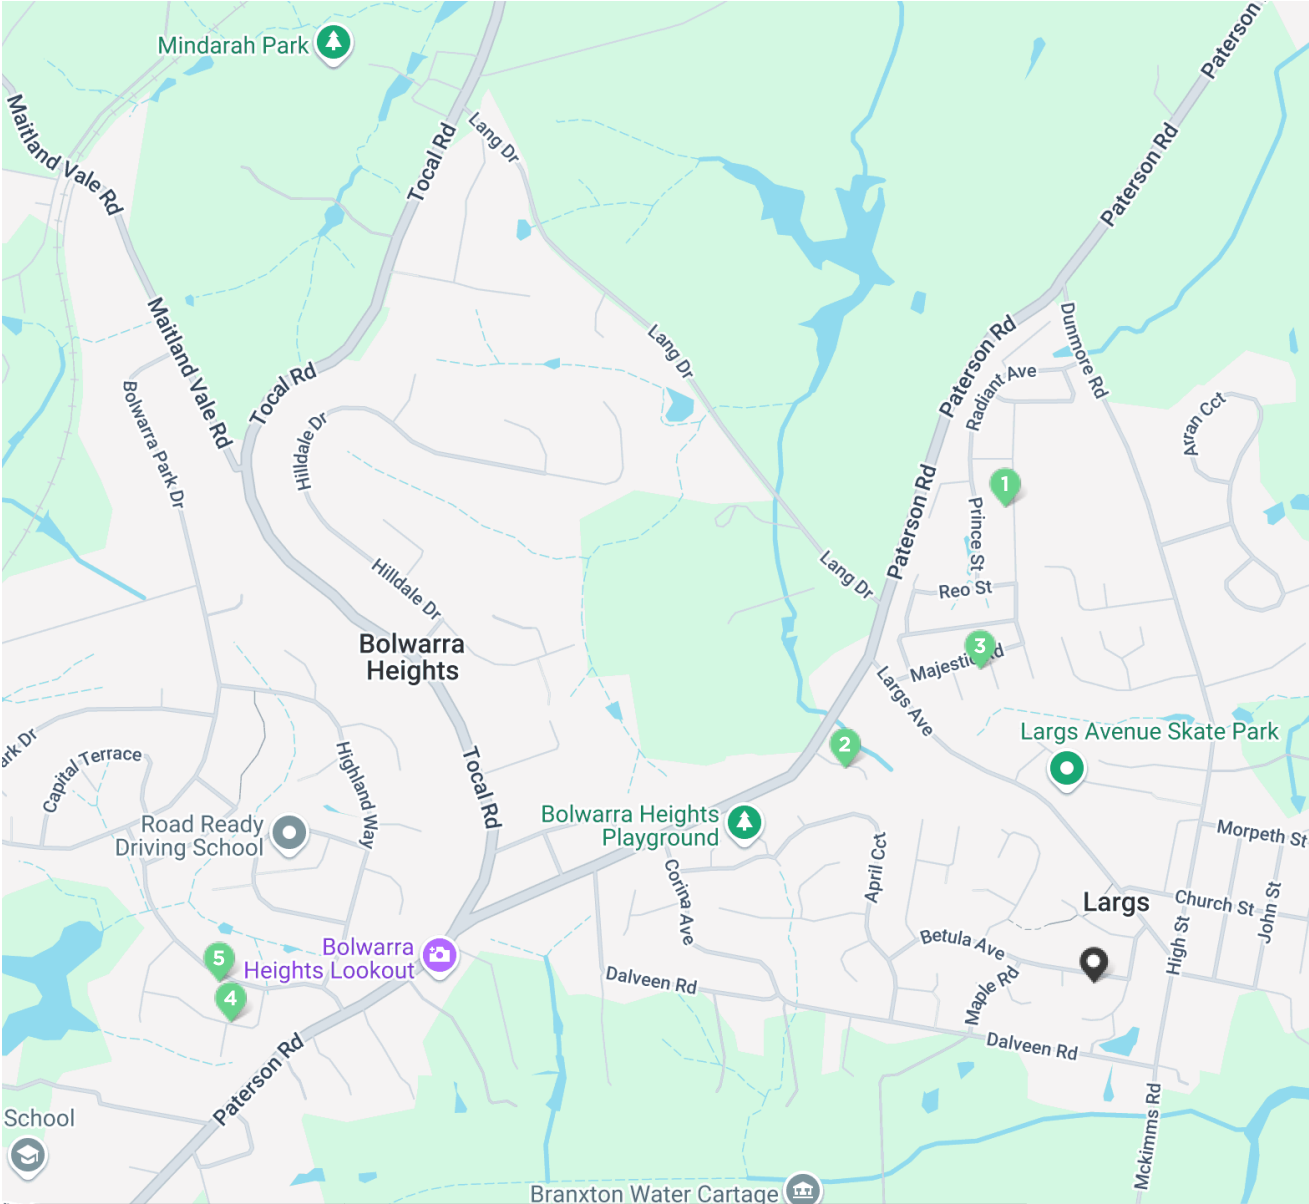 Mindarah Park
Paterson
Maitland Vale Rd
Tocal Rd
Lang Dr
Paterson Rd
Maitland Vale Rd
Tocal Rd
Lang Dr
Paterson Rd
Dunmore Rd
Radiant Ave
Bolwarra Park Dr
Hilldale Dr
Arran Cct
1
Paterson Rd
Prince St
Lang Dr
Hilldale Dr
Reo St
Bolwarra
Heights
3
Majestic Rd
Largs Ave
ark Dr
Capital Terrace
Highland Way
Tocal Rd
2
Largs Avenue Skate Park
Bolwarra Heights
Playground
Road Ready
Driving School
Morpeth St
Corina Ave
April Cct
Largs
Church St
John St
High St
Bolwarra
Heights Lookout
5
4
Betula Ave
Dalveen Rd
Maple Rd
Dalveen Rd
Paterson Rd
School
Mckimms Rd
Branxton Water Cartage